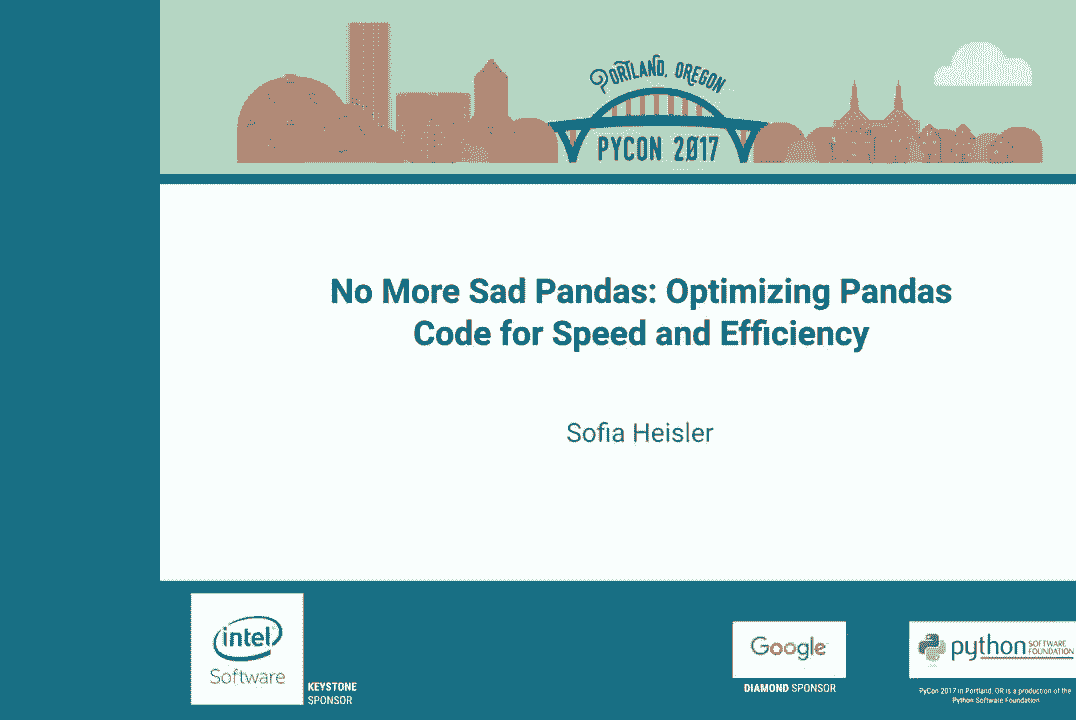 PORTLAND, OREGON
PYCON 2017
No More Sad Pandas: Optimizing Pandas
Code for Speed and Efficiency
Sofia Heisler
intel
Software
KEYSTONE
SPONSOR
Google
DIAMOND SPONSOR
python SOFTWARE
FOUNDATION
PyCon 2017 in Portland, OR is a production of the
Python Software Foundation